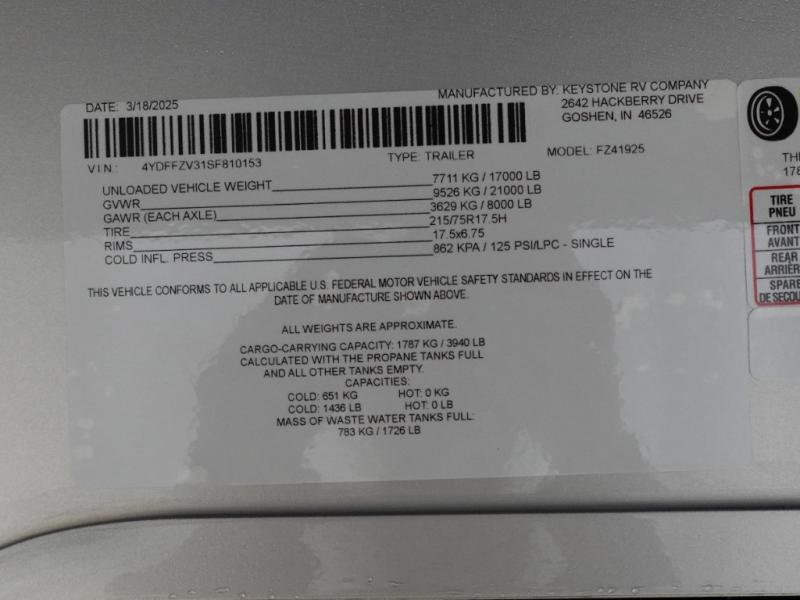 DATE: 3/18/2025
MANUFACTURED BY: KEYSTONE RV COMPANY
2642 HACKBERRY DRIVE
GOSHEN, IN 46526
VIN: 4YDFFZV31SF810153 TYPE: TRAILER MODEL: FZ41925
UNLOADED VEHICLE WEIGHT 7711 KG / 17000 LB
GVWR 9526 KG / 21000 LB
GAWR (EACH AXLE) 3629 KG / 8000 LB
TIRE 215/75R17.5H
RIMS 17.5x6.75
COLD INFL. PRESS 862 KPA / 125 PSI/LPC - SINGLE
THIS VEHICLE CONFORMS TO ALL APPLICABLE U.S. FEDERAL MOTOR VEHICLE SAFETY STANDARDS IN EFFECT ON THE
DATE OF MANUFACTURE SHOWN ABOVE.
ALL WEIGHTS ARE APPROXIMATE.
CARGO-CARRYING CAPACITY: 1787 KG / 3940 LB
CALCULATED WITH THE PROPANE TANKS FULL
AND ALL OTHER TANKS EMPTY.
CAPACITIES:
COLD: 651 KG HOT: 0 KG
COLD: 1436 LB HOT: 0 LB
MASS OF WASTE WATER TANKS FULL:
783 KG / 1726 LB
178
TIRE
PNEU
FRONT
AVANT
REAR
ARRIÈRE
SPARE
DE SECOU